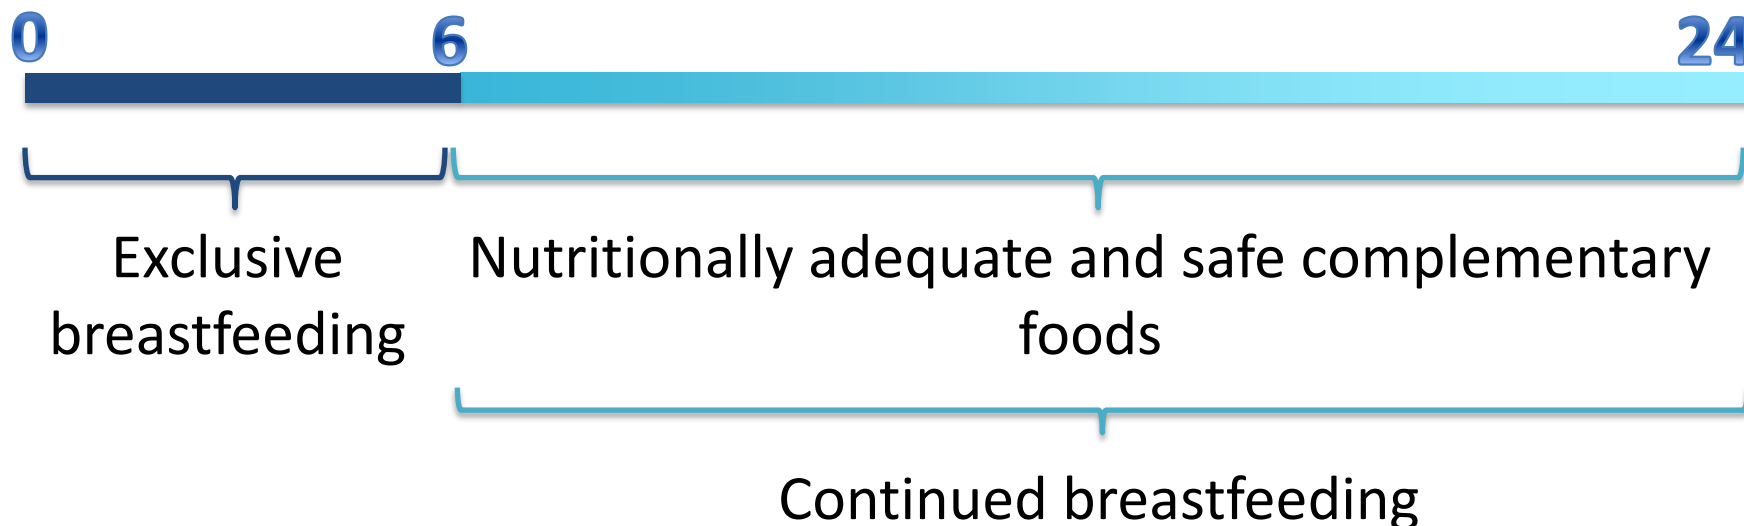 0 6 24
Exclusive
breastfeeding
Nutritionally adequate and safe complementary
foods
Continued breastfeeding